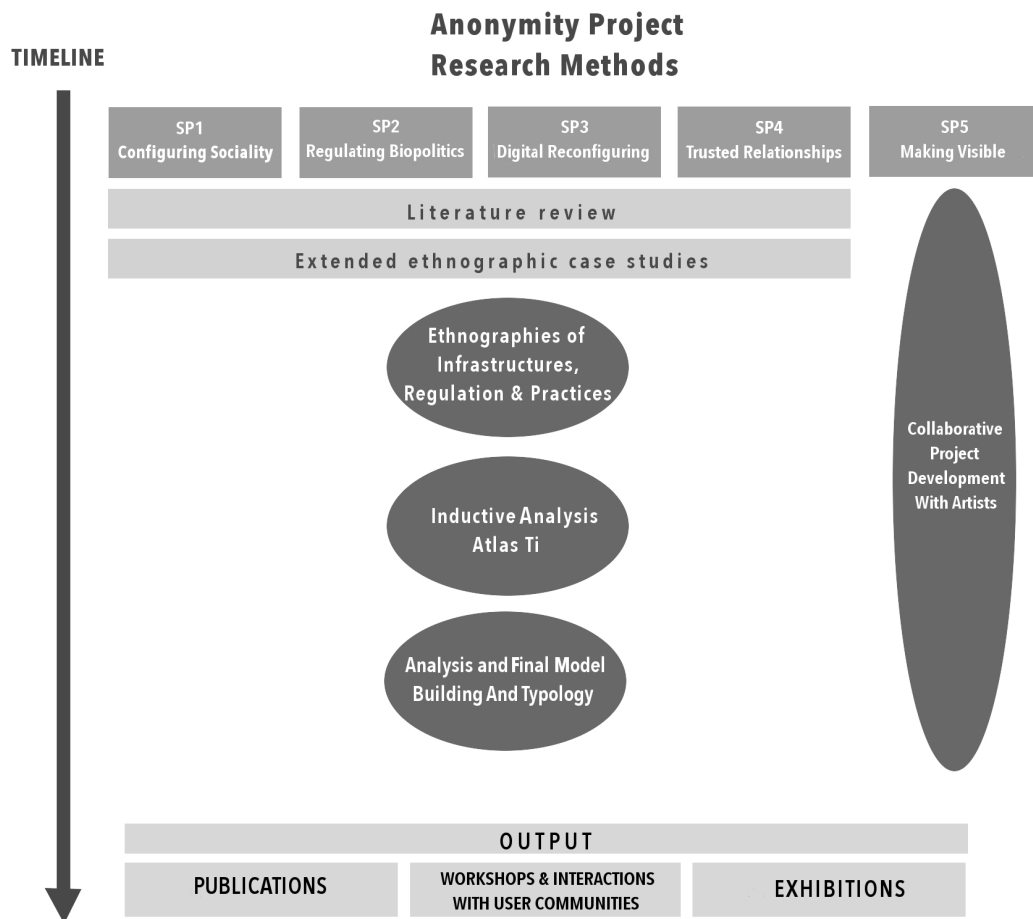 Anonymity Project
Research Methods
TIMELINE
SP1
Configuring Sociality
SP2
Regulating Biopolitics
SP3
Digital Reconfiguring
SP4
Trusted Relationships
SP5
Making Visible
Literature review
Extended ethnographic case studies
Ethnographies of
Infrastructures,
Regulation & Practices
Inductive Analysis
Atlas Ti
Analysis and Final Model
Building And Typology
Collaborative
Project
Development
With Artists
OUTPUT
PUBLICATIONS
WORKSHOPS & INTERACTIONS
WITH USER COMMUNITIES
EXHIBITIONS